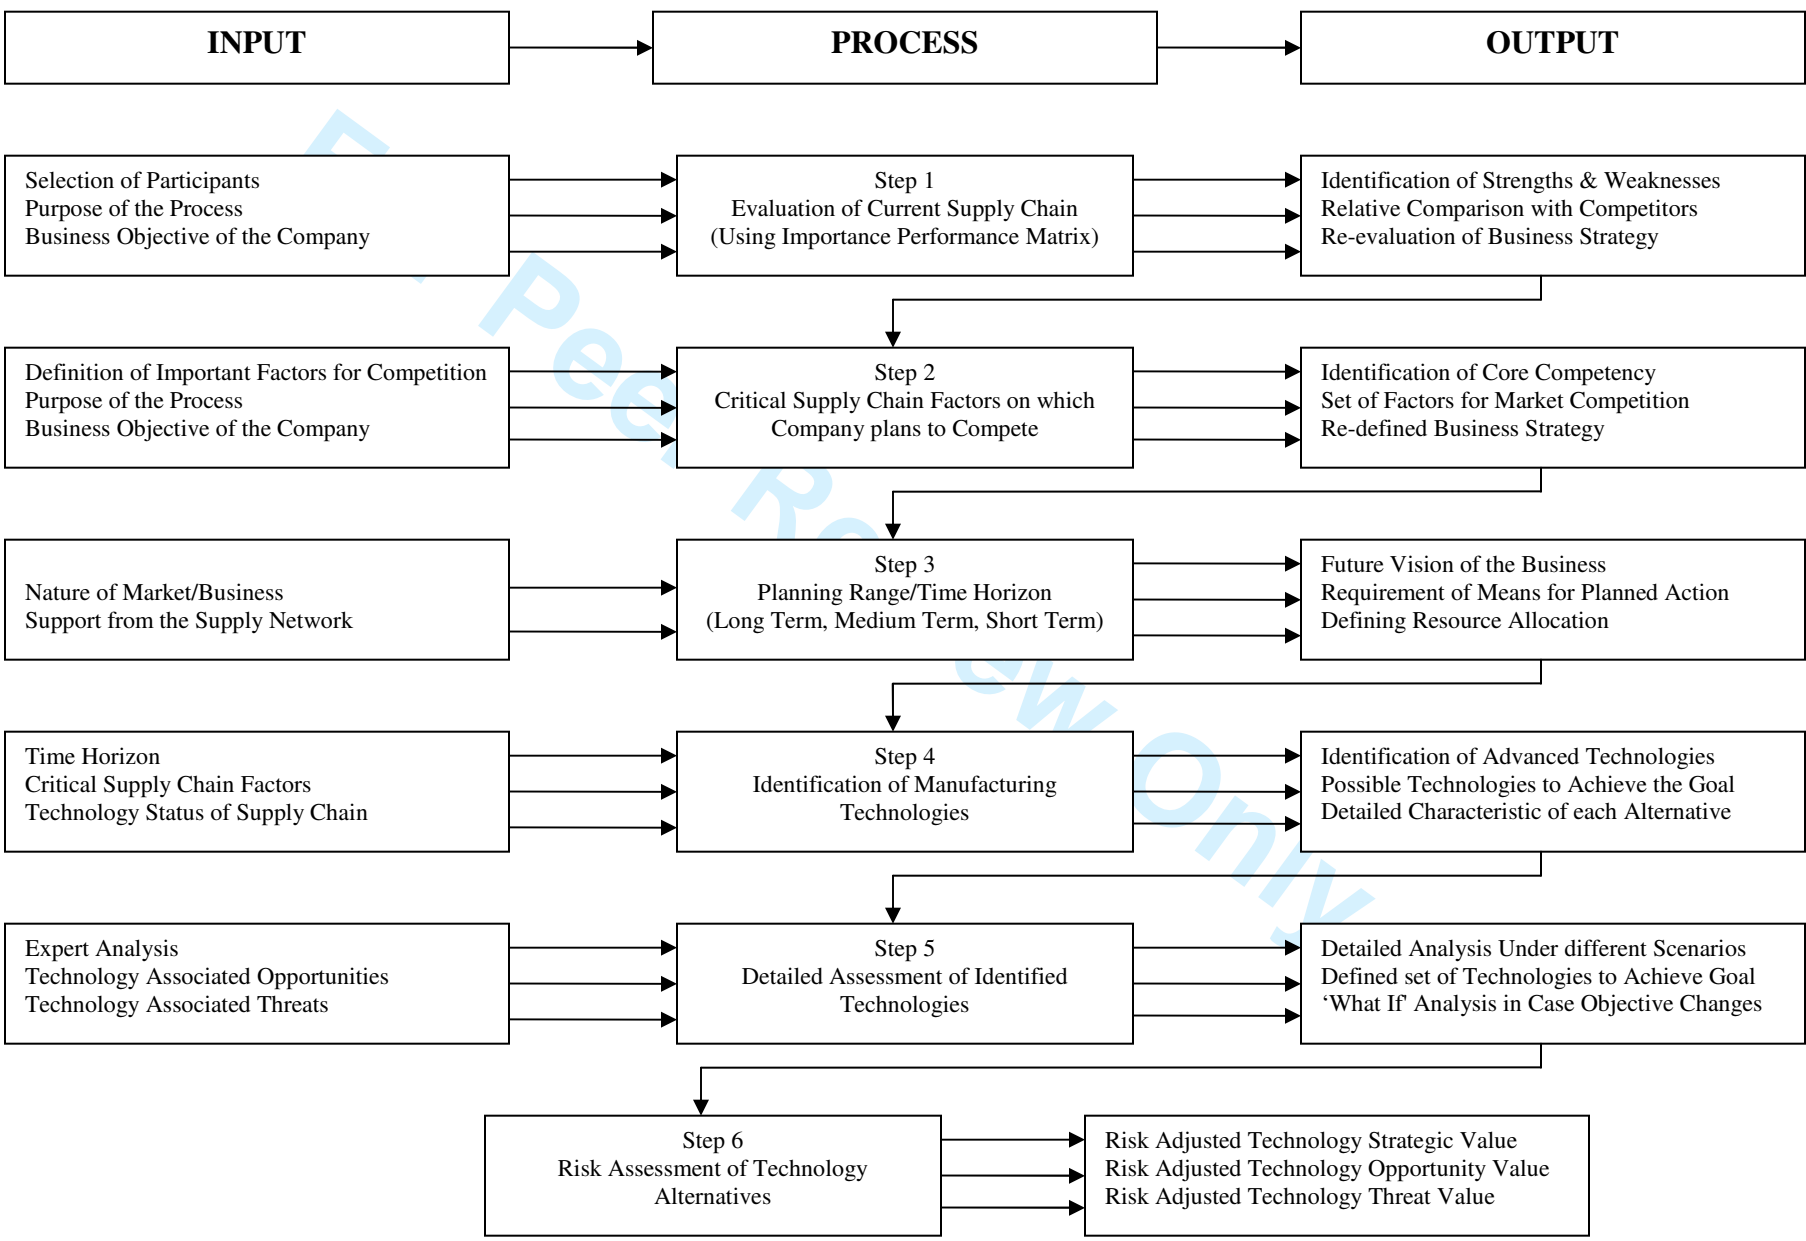 INPUT
PROCESS
OUTPUT
Selection of Participants
Purpose of the Process
Business Objective of the Company
Step 1
Evaluation of Current Supply Chain
(Using Importance Performance Matrix)
Identification of Strengths & Weaknesses
Relative Comparison with Competitors
Re-evaluation of Business Strategy
Definition of Important Factors for Competition
Purpose of the Process
Business Objective of the Company
Step 2
Critical Supply Chain Factors on which
Company plans to Compete
Identification of Core Competency
Set of Factors for Market Competition
Re-defined Business Strategy
Nature of Market/Business
Support from the Supply Network
Step 3
Planning Range/Time Horizon
(Long Term, Medium Term, Short Term)
Future Vision of the Business
Requirement of Means for Planned Action
Defining Resource Allocation
Time Horizon
Critical Supply Chain Factors
Technology Status of Supply Chain
Step 4
Identification of Manufacturing
Technologies
Identification of Advanced Technologies
Possible Technologies to Achieve the Goal
Detailed Characteristic of each Alternative
Expert Analysis
Technology Associated Opportunities
Technology Associated Threats
Step 5
Detailed Assessment of Identified
Technologies
Detailed Analysis Under different Scenarios
Defined set of Technologies to Achieve Goal
‘What If' Analysis in Case Objective Changes
Step 6
Risk Assessment of Technology
Alternatives
Risk Adjusted Technology Strategic Value
Risk Adjusted Technology Opportunity Value
Risk Adjusted Technology Threat Value
Peer Review Only